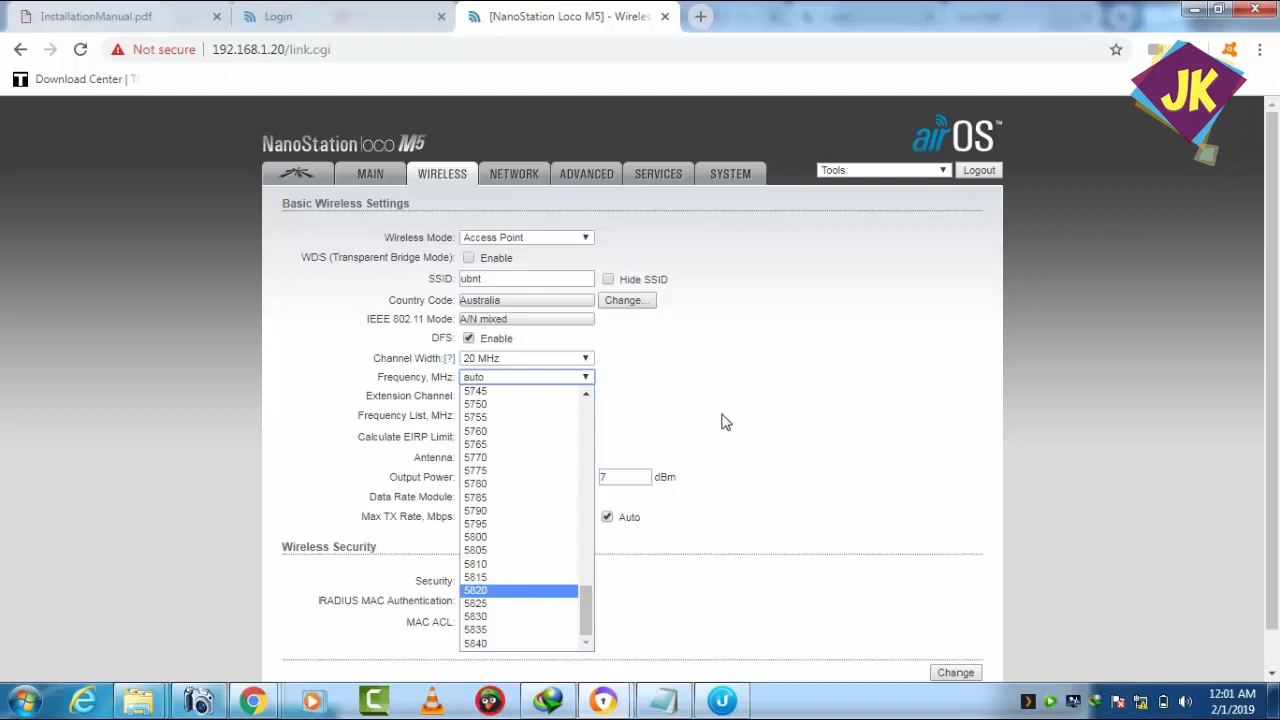 InstallationManual.pdf
Login
[NanoStation Loco M5] - Wireles
Not secure 192.168.1.20/link.cgi
Download Center |
JK
NanoStation loco M5
airOS™
MAIN WIRELESS NETWORK ADVANCED SERVICES SYSTEM
Tools: Logout
Basic Wireless Settings
Wireless Mode: Access Point
WDS (Transparent Bridge Mode): Enable
SSID: ubnt Hide SSID
Country Code: Australia Change...
IEEE 802.11 Mode: A/N mixed
DFS: Enable
Channel Width:[?] 20 MHz
Frequency, MHz: auto
Extension Channel:
Frequency List, MHz:
Calculate EIRP Limit:
Antenna:
Output Power: 7 dBm
Data Rate Module:
Max TX Rate, Mbps: Auto
5745
5750
5755
5760
5765
5770
5775
5780
5785
5790
5795
5800
5805
5810
5815
5820
5825
5830
5835
5840
Wireless Security
Security:
RADIUS MAC Authentication:
MAC ACL:
Change
12:01 AM
2/1/2019